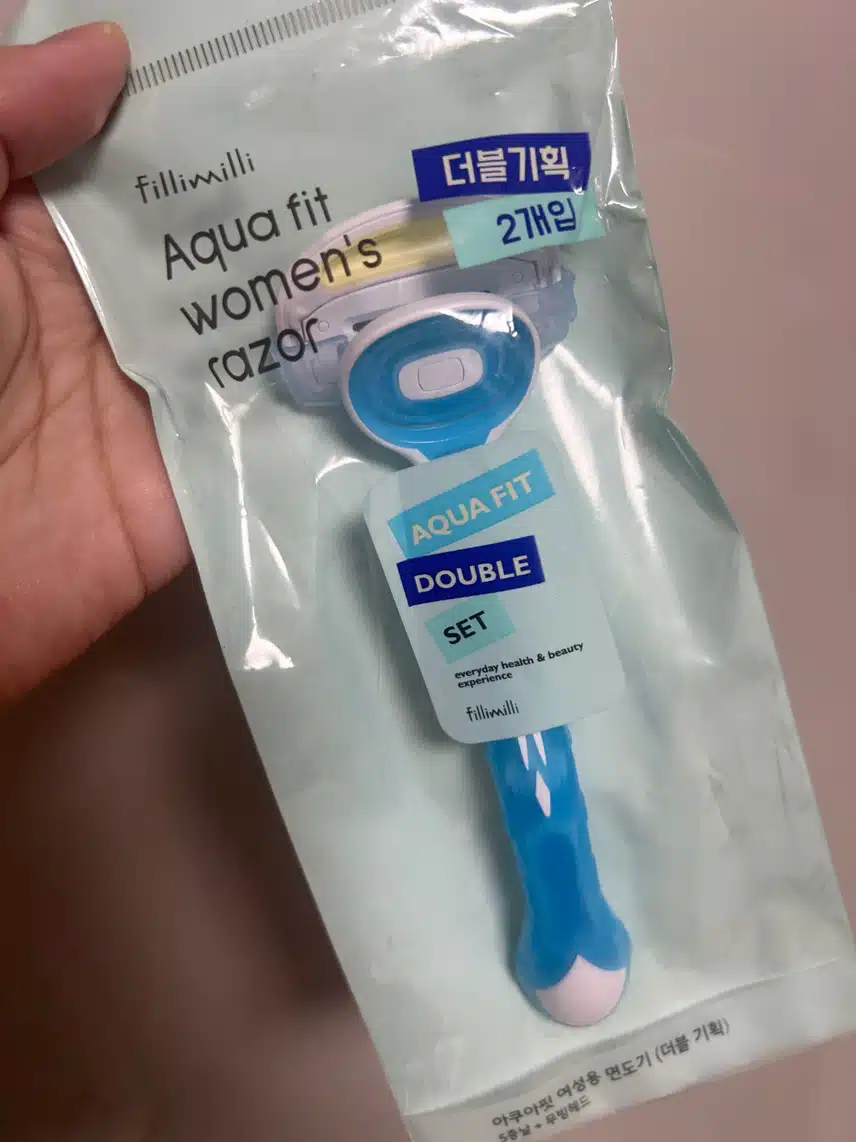 fillimilli
Aqua fit
women's
razor
더블기획
2개입
AQUA FIT
DOUBLE
SET
everyday health & beauty
experience
fillimilli
아쿠아핏 여성용 면도기 (더블 기획)
5중날 + 무빙헤드